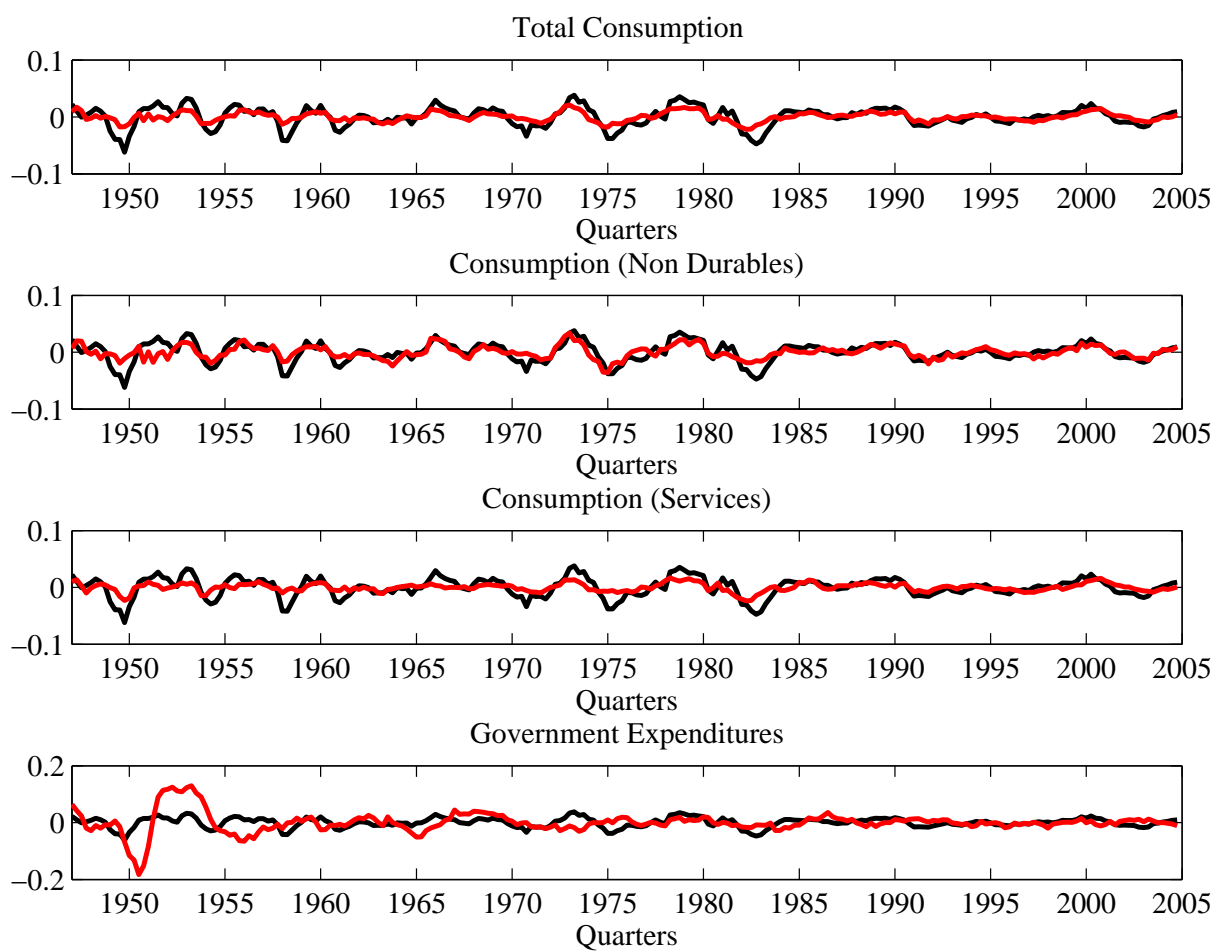 Total Consumption
0.1
0
−0.1
1950 1955 1960 1965 1970 1975 1980 1985 1990 1995 2000 2005
Quarters
Consumption (Non Durables)
0.1
0
−0.1
1950 1955 1960 1965 1970 1975 1980 1985 1990 1995 2000 2005
Quarters
Consumption (Services)
0.1
0
−0.1
1950 1955 1960 1965 1970 1975 1980 1985 1990 1995 2000 2005
Quarters
Government Expenditures
0.2
0
−0.2
1950 1955 1960 1965 1970 1975 1980 1985 1990 1995 2000 2005
Quarters